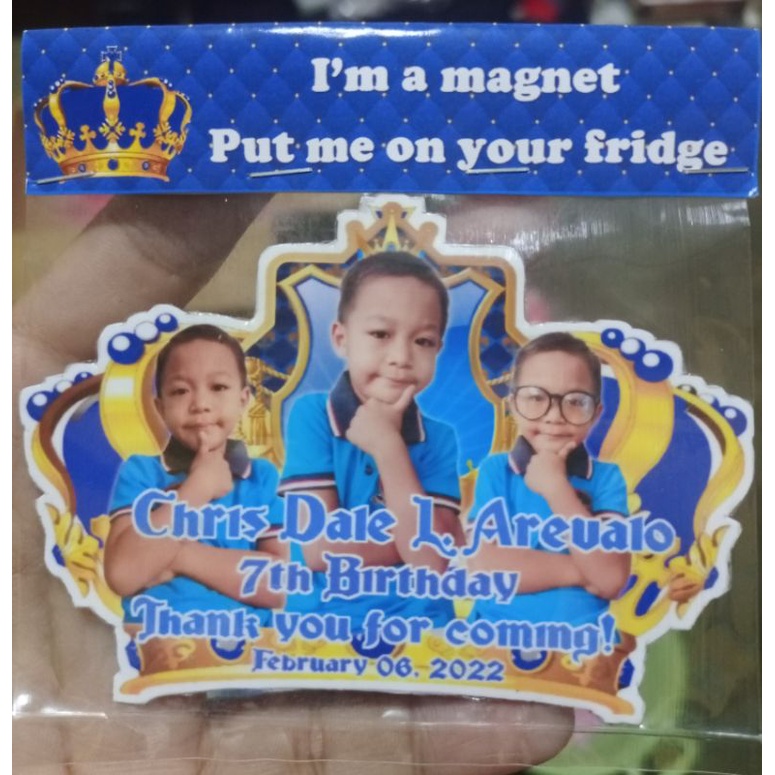 I'm a magnet
Put me on your fridge
Chris Dale L. Arevalo
7th Birthday
Thank you for coming!
February 06, 2022